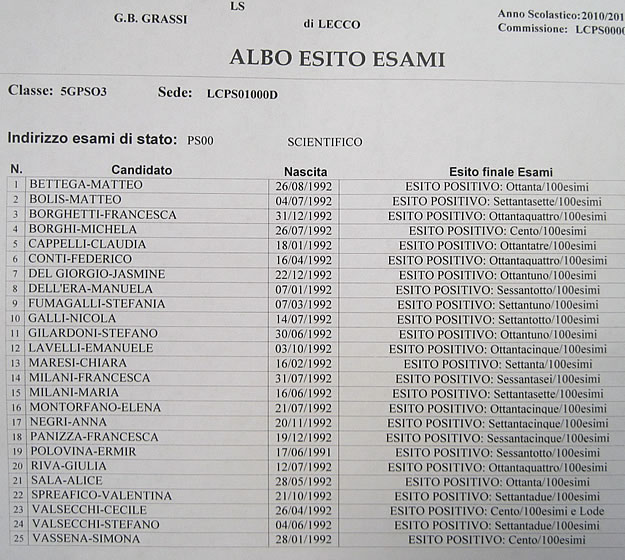 LS
G.B. GRASSI di LECCO Anno Scolastico:2010/201
Commissione: LCPS0000
ALBO ESITO ESAMI
Classe: 5GPSO3 Sede: LCPS01000D
Indirizzo esami di stato: PS00 SCIENTIFICO
N. Candidato Nascita Esito finale Esami
1 BETTEGA-MATTEO 26/08/1992 ESITO POSITIVO: Ottanta/100esimi
2 BOLIS-MATTEO 04/07/1992 ESITO POSITIVO: Settantasette/100esimi
3 BORGHETTI-FRANCESCA 31/12/1992 ESITO POSITIVO: Ottantaquattro/100esimi
4 BORGHI-MICHELA 26/07/1992 ESITO POSITIVO: Cento/100esimi
5 CAPPELLI-CLAUDIA 18/01/1992 ESITO POSITIVO: Ottantatre/100esimi
6 CONTI-FEDERICO 16/04/1992 ESITO POSITIVO: Ottantaquattro/100esimi
7 DEL GIORGIO-JASMINE 22/12/1992 ESITO POSITIVO: Ottantuno/100esimi
8 DELL'ERA-MANUELA 07/01/1992 ESITO POSITIVO: Sessantotto/100esimi
9 FUMAGALLI-STEFANIA 07/03/1992 ESITO POSITIVO: Settantuno/100esimi
10 GALLI-NICOLA 14/07/1992 ESITO POSITIVO: Settantotto/100esimi
11 GILARDONI-STEFANO 30/06/1992 ESITO POSITIVO: Ottantuno/100esimi
12 LAVELLI-EMANUELE 03/10/1992 ESITO POSITIVO: Ottantacinque/100esimi
13 MARESI-CHIARA 16/02/1992 ESITO POSITIVO: Settanta/100esimi
14 MILANI-FRANCESCA 31/07/1992 ESITO POSITIVO: Sessantasei/100esimi
15 MILANI-MARIA 16/06/1992 ESITO POSITIVO: Settantasette/100esimi
16 MONTORFANO-ELENA 21/07/1992 ESITO POSITIVO: Ottantacinque/100esimi
17 NEGRI-ANNA 20/11/1992 ESITO POSITIVO: Settantacinque/100esimi
18 PANIZZA-FRANCESCA 19/12/1992 ESITO POSITIVO: Sessantacinque/100esimi
19 POLOVINA-ERMIR 17/06/1991 ESITO POSITIVO: Sessantotto/100esimi
20 RIVA-GIULIA 12/07/1992 ESITO POSITIVO: Ottantaquattro/100esimi
21 SALA-ALICE 28/05/1992 ESITO POSITIVO: Ottanta/100esimi
22 SPREAFICO-VALENTINA 21/10/1992 ESITO POSITIVO: Settantadue/100esimi
23 VALSECCHI-CECILE 26/04/1992 ESITO POSITIVO: Cento/100esimi e Lode
24 VALSECCHI-STEFANO 04/06/1992 ESITO POSITIVO: Settantadue/100esimi
25 VASSENA-SIMONA 28/01/1992 ESITO POSITIVO: Cento/100esimi